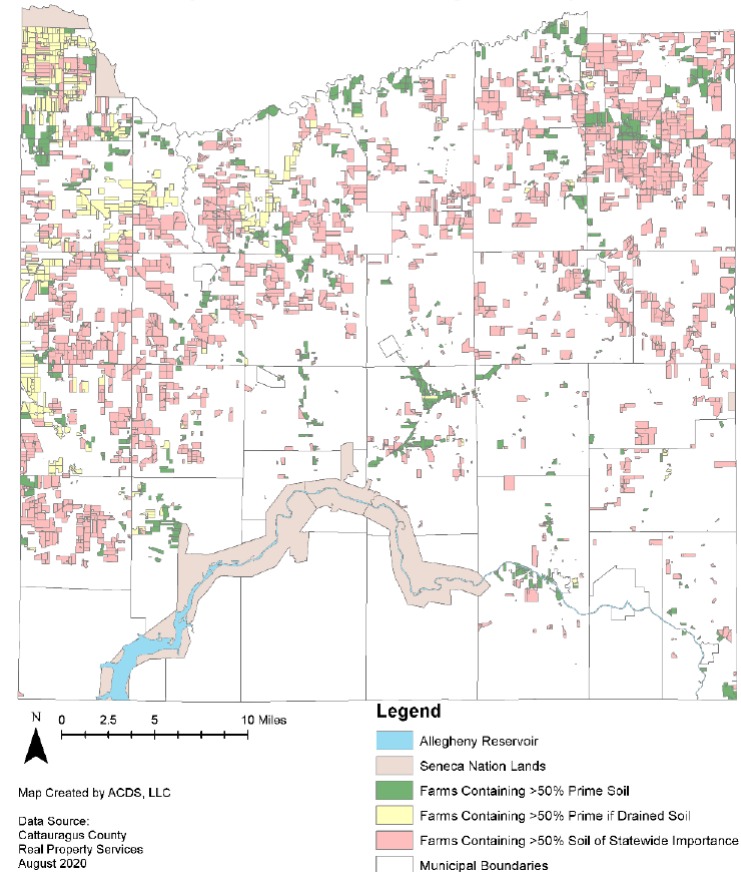 N
0 2.5 5 10 Miles
Map Created by ACDS, LLC
Data Source:
Cattauragus County
Real Property Services
August 2020
Legend
Allegheny Reservoir
Seneca Nation Lands
Farms Containing >50% Prime Soil
Farms Containing >50% Prime if Drained Soil
Farms Containing >50% Soil of Statewide Importance
Municipal Boundaries